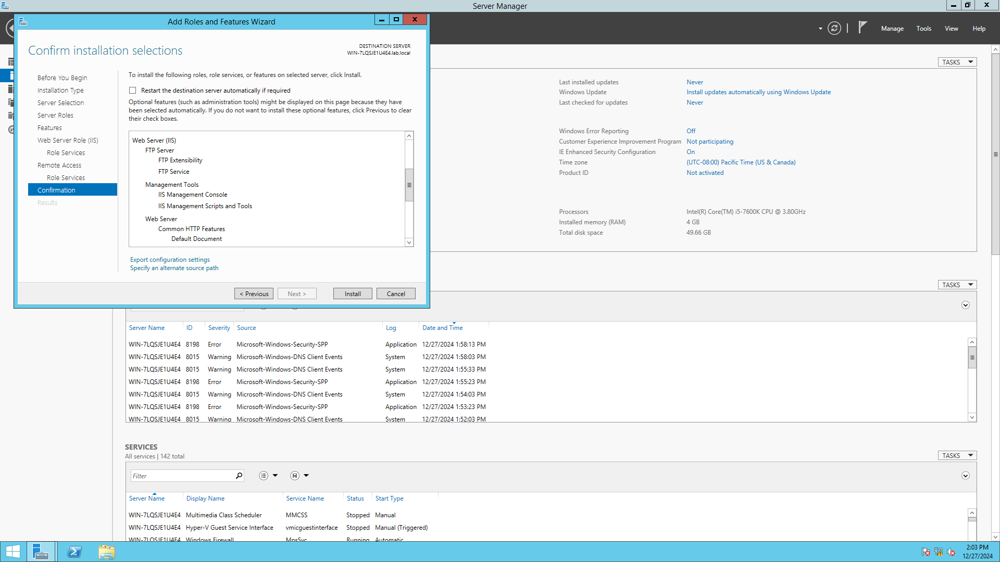 Server Manager
Add Roles and Features Wizard
Manage Tools View Help
Confirm installation selections
DESTINATION SERVER
WIN-7LQSJE1U4E4.lab.local
Before You Begin
Installation Type
Server Selection
Server Roles
Features
Web Server Role (IIS)
Role Services
Remote Access
Role Services
Confirmation
Results
To install the following roles, role services, or features on selected server, click Install.
Restart the destination server automatically if required
Optional features (such as administration tools) might be displayed on this page because they have
been selected automatically. If you do not want to install these optional features, click Previous to clear
their check boxes.
Web Server (IIS)
FTP Server
FTP Extensibility
FTP Service
Management Tools
IIS Management Console
IIS Management Scripts and Tools
Web Server
Common HTTP Features
Default Document
Export configuration settings
Specify an alternate source path
< Previous
Next >
Install
Cancel
TASKS
Last installed updates Never
Windows Update Install updates automatically using Windows Update
Last checked for updates Never
Windows Error Reporting Off
Customer Experience Improvement Program Not participating
IE Enhanced Security Configuration On
Time zone (UTC-08:00) Pacific Time (US & Canada)
Product ID Not activated
Processors Intel(R) Core(TM) i5-7600K CPU @ 3.80GHz
Installed memory (RAM) 4 GB
Total disk space 49.66 GB
TASKS
Server Name ID Severity Source Log Date and Time
WIN-7LQSJE1U4E4 8198 Error Microsoft-Windows-Security-SPP Application 12/27/2024 1:58:13 PM
WIN-7LQSJE1U4E4 8015 Warning Microsoft-Windows-DNS Client Events System 12/27/2024 1:58:03 PM
WIN-7LQSJE1U4E4 8015 Warning Microsoft-Windows-DNS Client Events System 12/27/2024 1:55:33 PM
WIN-7LQSJE1U4E4 8198 Error Microsoft-Windows-Security-SPP Application 12/27/2024 1:55:23 PM
WIN-7LQSJE1U4E4 8015 Warning Microsoft-Windows-DNS Client Events System 12/27/2024 1:54:03 PM
WIN-7LQSJE1U4E4 8198 Error Microsoft-Windows-Security-SPP Application 12/27/2024 1:53:23 PM
WIN-7LQSJE1U4E4 8015 Warning Microsoft-Windows-DNS Client Events System 12/27/2024 1:52:03 PM
SERVICES
All services | 142 total
TASKS
Filter
Server Name Display Name Service Name Status Start Type
WIN-7LQSJE1U4E4 Multimedia Class Scheduler MMCSS Stopped Manual
WIN-7LQSJE1U4E4 Hyper-V Guest Service Interface vmicguestinterface Stopped Manual (Triggered)
WIN-7LQSJE1U4E4 Windows Firewall MpsSvc Running Automatic
2:03 PM
12/27/2024